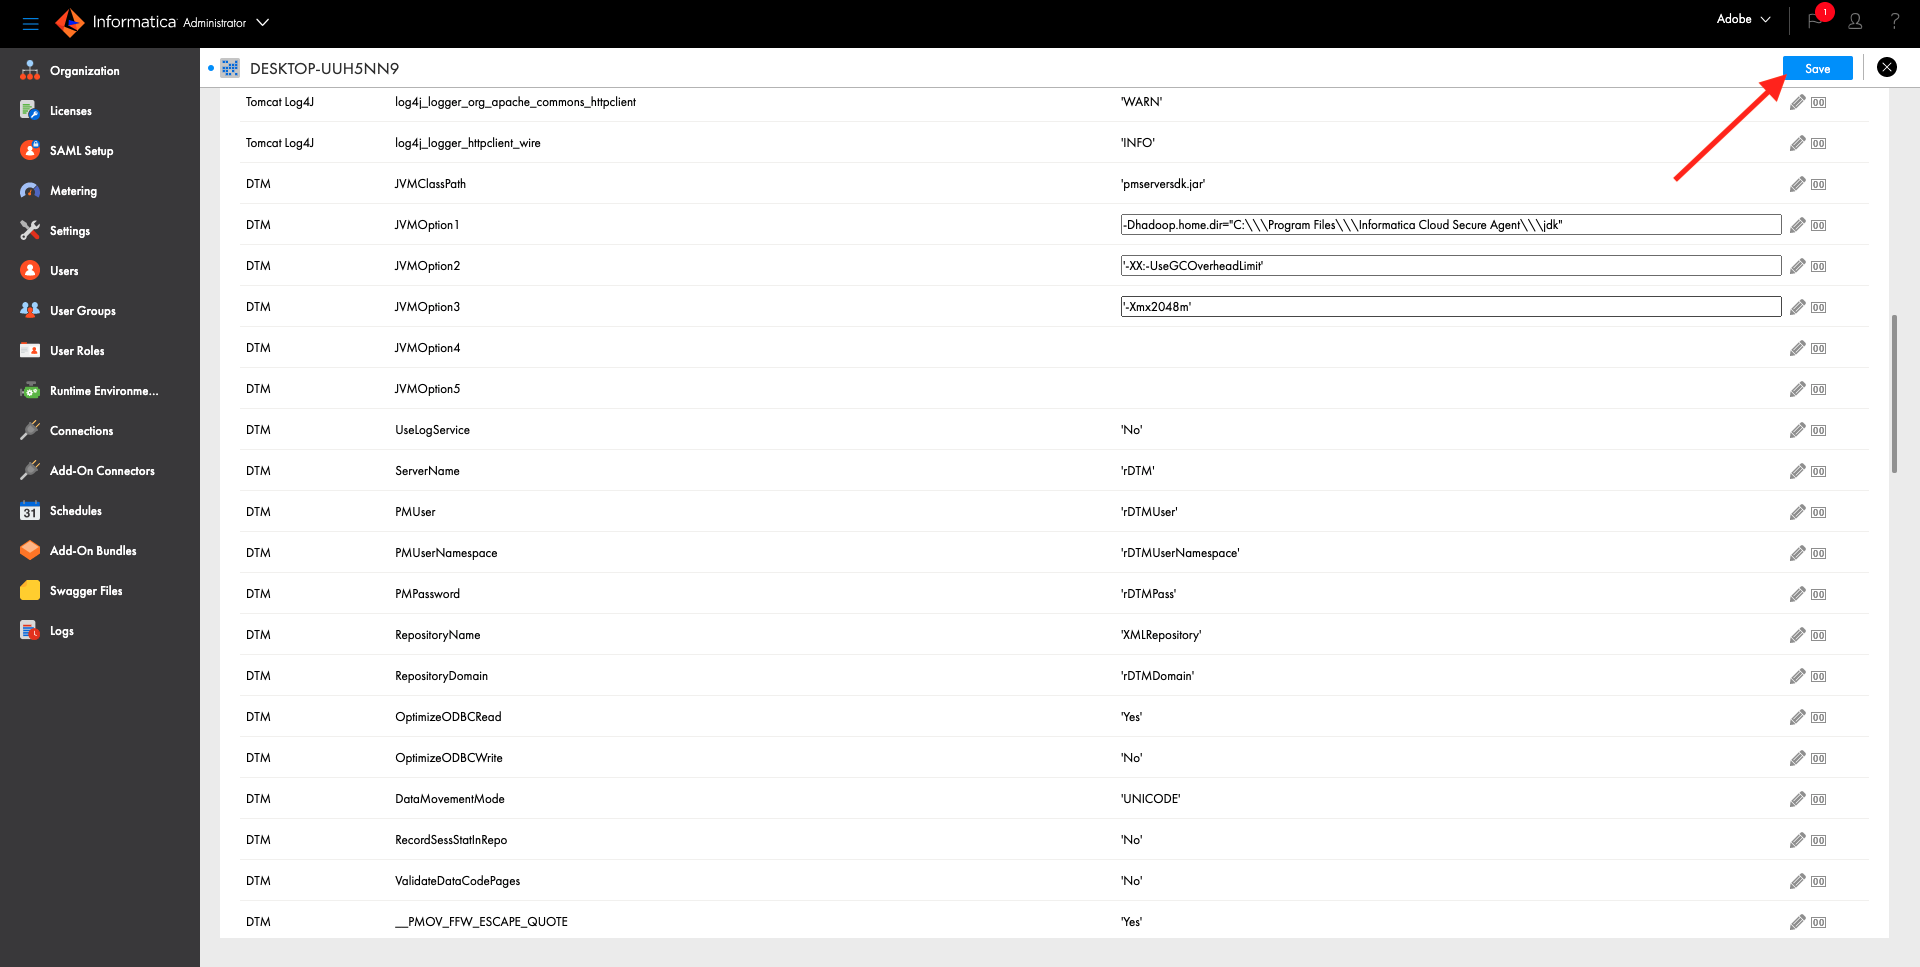 Informatica Administrator
Adobe
1
?
Organization
Licenses
SAML Setup
Metering
Settings
Users
User Groups
User Roles
Runtime Environme...
Connections
Add-On Connectors
31 Schedules
Add-On Bundles
Swagger Files
Logs
DESKTOP-UUH5NN9
Save
Tomcat Log4J log4j_logger_org_apache_commons_httpclient 'WARN'
Tomcat Log4J log4j_logger_httpclient_wire 'INFO'
DTM JVMClassPath 'pmserversdk.jar'
DTM JVMOption1 -Dhadoop.home.dir="C:\\\Program Files\\\Informatica Cloud Secure Agent\\\jdk"
DTM JVMOption2 '-XX:-UseGCOverheadLimit'
DTM JVMOption3 '-Xmx2048m'
DTM JVMOption4
DTM JVMOption5
DTM UseLogService 'No'
DTM ServerName 'rDTM'
DTM PMUser 'rDTMUser'
DTM PMUserNamespace 'rDTMUserNamespace'
DTM PMPassword 'rDTMPass'
DTM RepositoryName 'XMLRepository'
DTM RepositoryDomain 'rDTMDomain'
DTM OptimizeODBCRead 'Yes'
DTM OptimizeODBCWrite 'No'
DTM DataMovementMode 'UNICODE'
DTM RecordSessStatInRepo 'No'
DTM ValidateDataCodePages 'No'
DTM __PMOV_FFW_ESCAPE_QUOTE 'Yes'